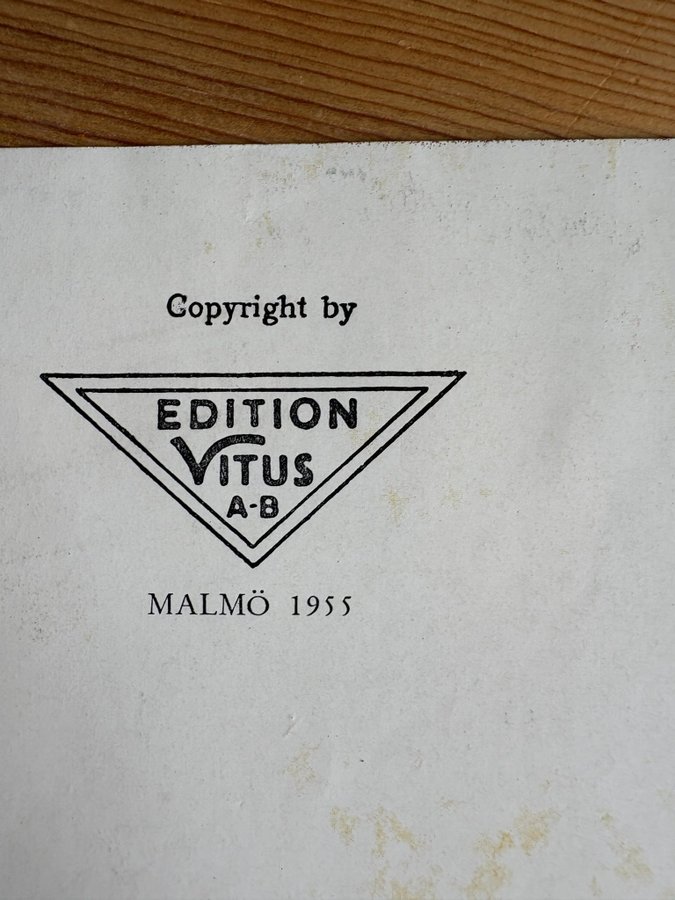 Copyright by
EDITION
VITUS
A-B
MALMÖ 1955